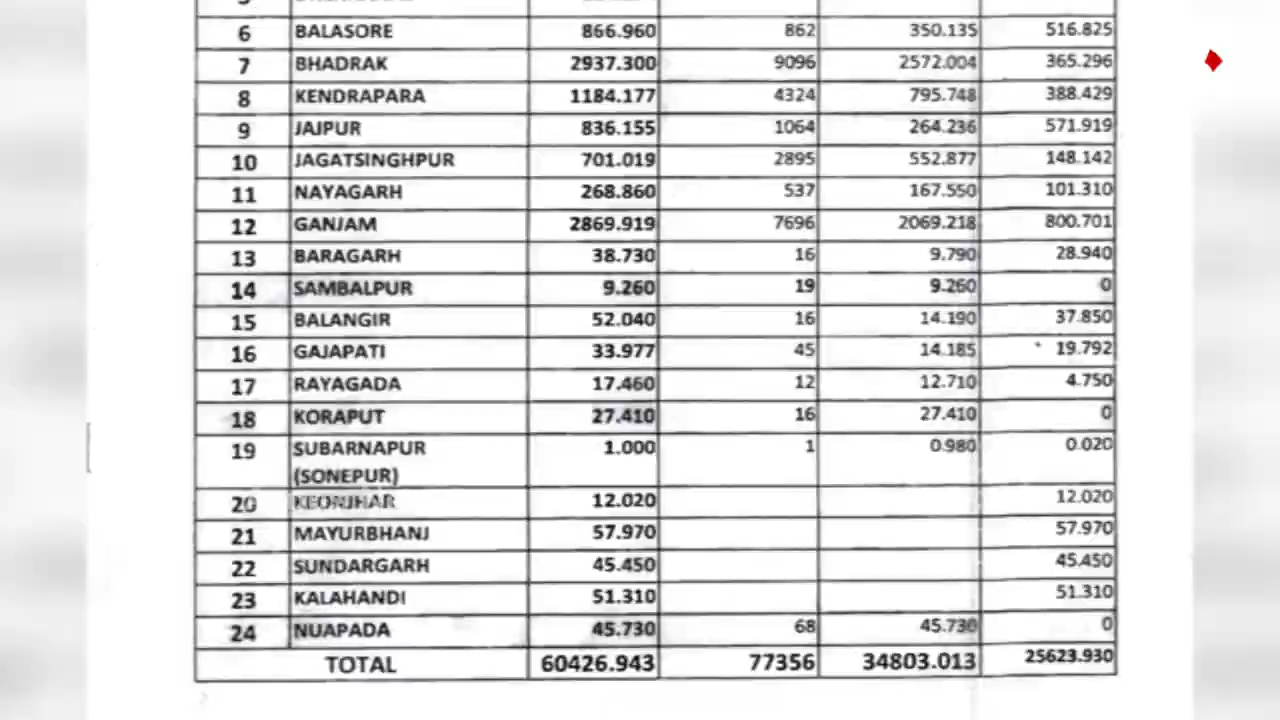 6 BALASORE 866.960 862 350.135 516.825
7 BHADRAK 2937.300 9096 2572.004 365.296
8 KENDRAPARA 1184.177 4324 795.748 388.429
9 JAJPUR 836.155 1064 264.236 571.919
10 JAGATSINGHPUR 701.019 2895 552.877 148.142
11 NAYAGARH 268.860 537 167.550 101.310
12 GANJAM 2869.919 7696 2069.218 800.701
13 BARAGARH 38.730 16 9.790 28.940
14 SAMBALPUR 9.260 19 9.260 0
15 BALANGIR 52.040 16 14.190 37.850
16 GAJAPATI 33.977 45 14.185 19.792
17 RAYAGADA 17.460 12 12.710 4.750
18 KORAPUT 27.410 16 27.410 0
19 SUBARNAPUR 1.000 1 0.980 0.020
(SONEPUR)
20 KEONJHAR 12.020 12.020
21 MAYURBHANJ 57.970 57.970
22 SUNDARGARH 45.450 45.450
23 KALAHANDI 51.310 51.310
24 NUAPADA 45.730 68 45.730 0
TOTAL 60426.943 77356 34803.013 25623.930